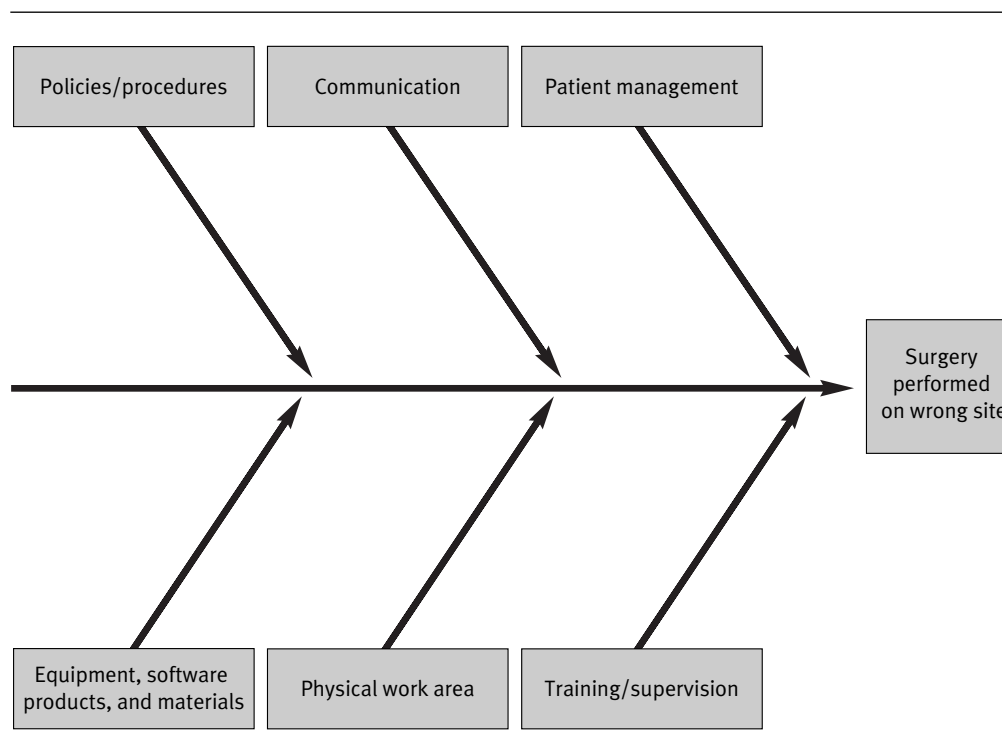 Policies/procedures
Communication
Patient management
Surgery
performed
on wrong site
Equipment, software
products, and materials
Physical work area
Training/supervision